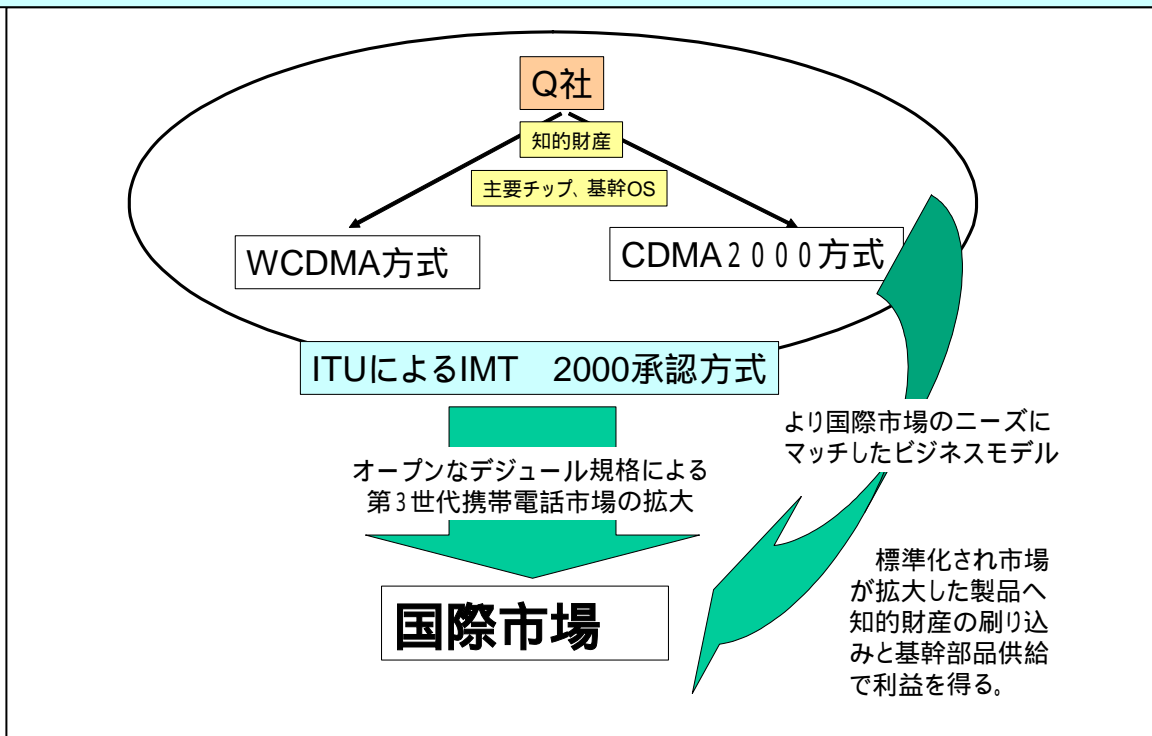 Q社
知的財産
主要チップ、基幹OS
WCDMA方式
CDMA２０００方式
ITUによるIMT　2000承認方式
より国際市場のニーズに
マッチしたビジネスモデル
オープンなデジュール規格による
第3世代携帯電話市場の拡大
国際市場
　標準化され市場
が拡大した製品へ
知的財産の刷り込
みと基幹部品供給
で利益を得る。